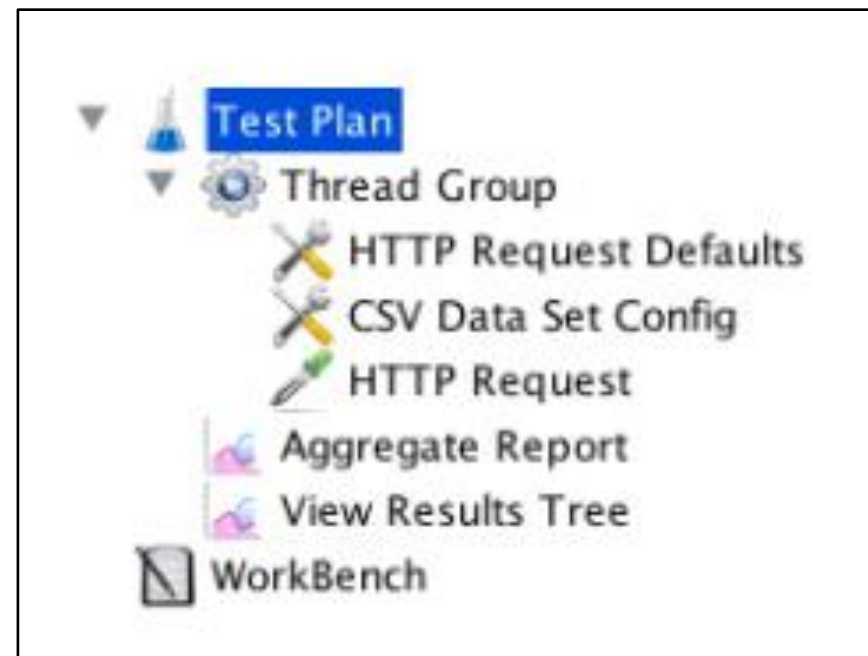 Test Plan
Thread Group
HTTP Request Defaults
CSV Data Set Config
HTTP Request
Aggregate Report
View Results Tree
WorkBench